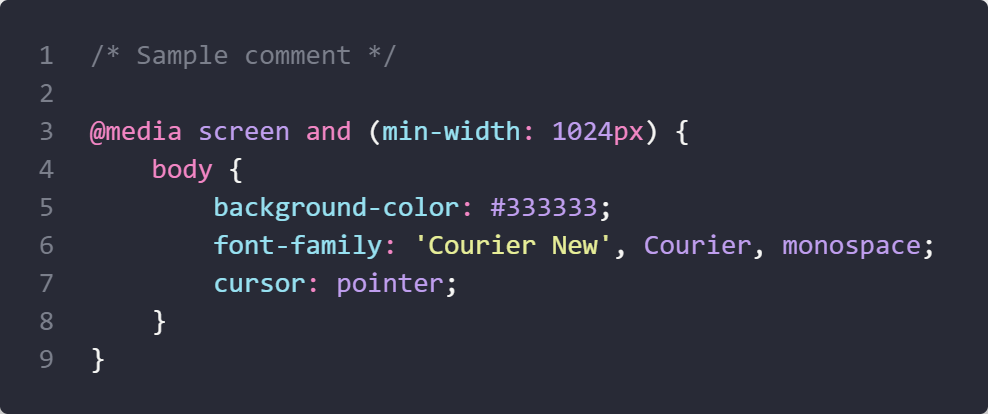 1 /* Sample comment */
2
3 @media screen and (min-width: 1024px) {
4     body {
5         background-color: #333333;
6         font-family: 'Courier New', Courier, monospace;
7         cursor: pointer;
8     }
9 }